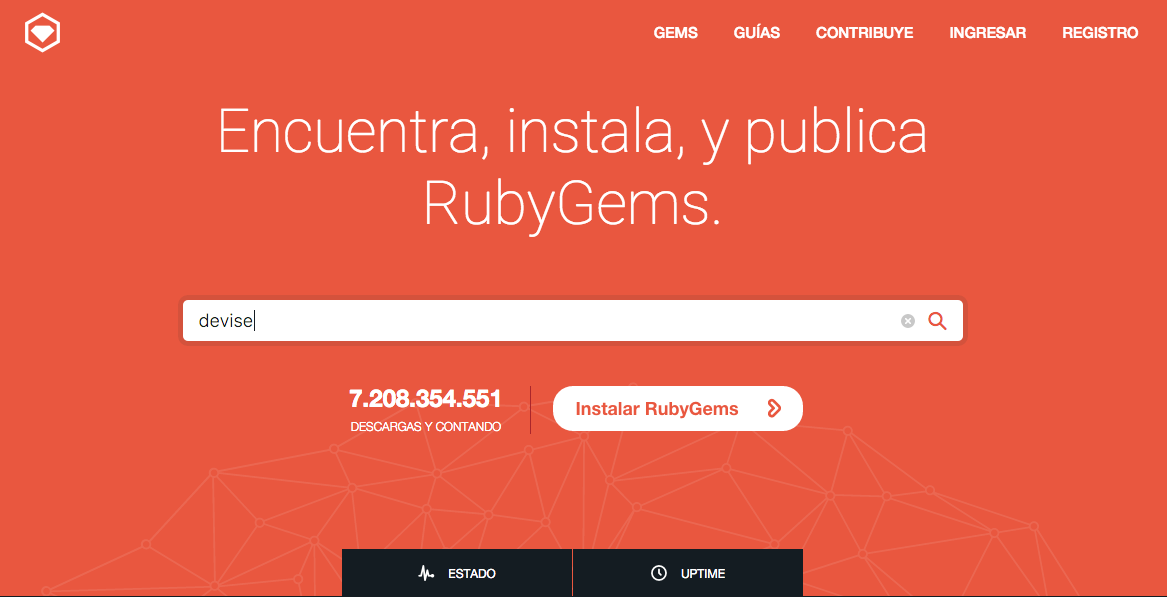 GEMS GUÍAS CONTRIBUYE INGRESAR REGISTRO
Encuentra, instala, y publica
RubyGems.
devise
7.208.354.551
DESCARGAS Y CONTANDO
Instalar RubyGems
ESTADO
UPTIME